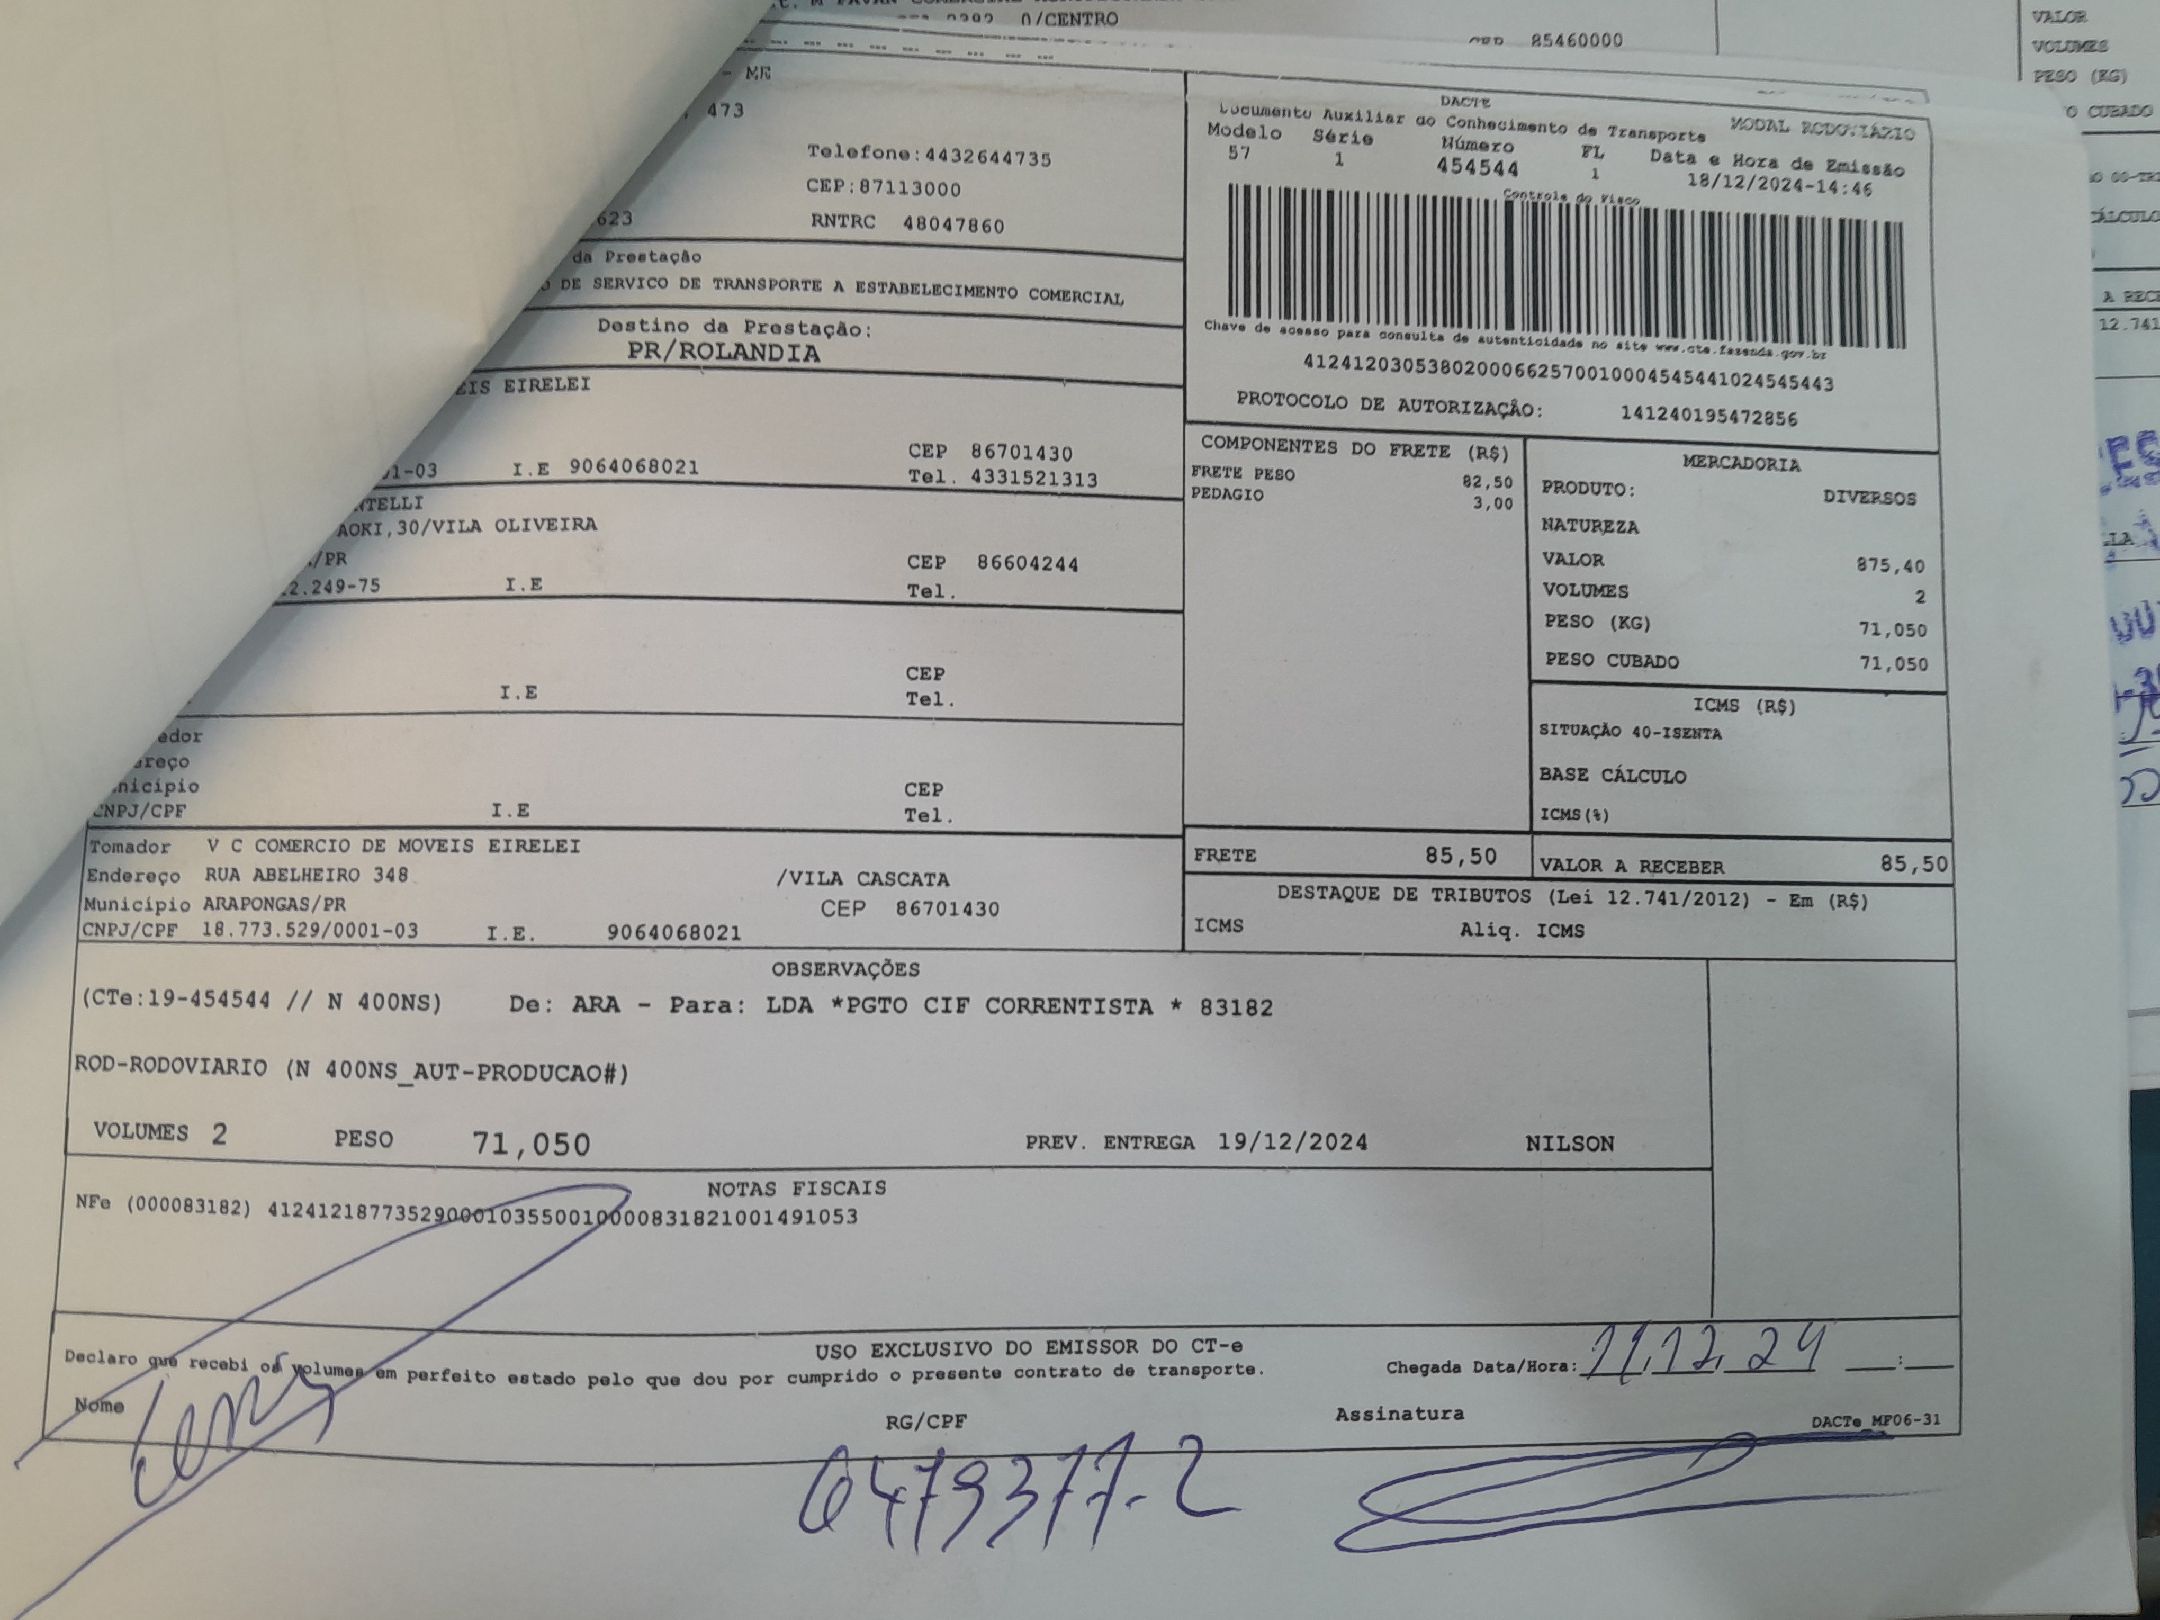 0/CENTRO
CEP 85460000
VALOR
VOLUMES
PESO (KG)
O CUBADO
A RECE
12.741
- ME
, 473
Telefone:4432644735
CEP:87113000
623
RNTRC 48047860
da Prestação
DE SERVICO DE TRANSPORTE A ESTABELECIMENTO COMERCIAL
Destino da Prestação:
PR/ROLANDIA
DACTE
Documento Auxiliar do Conhecimento de Transporte
MODAL RODOVIÁRIO
Modelo Série Número FL Data e Hora de Emissão
57 1 454544 1 18/12/2024-14:46
Controle do Fisco
Chave de acesso para consulta de autenticidade no site www.cte.fazenda.gov.br
41241203053802000662570010004545441024545443
PROTOCOLO DE AUTORIZAÇÃO: 141240195472856
EIS EIRELEI
CEP 86701430
1-03 I.E 9064068021 Tel. 4331521313
NTELLI
AOKI,30/VILA OLIVEIRA
/PR CEP 86604244
2.249-75 I.E Tel.
CEP
I.E Tel.
edor
reço
nicípio CEP
CNPJ/CPF I.E Tel.
COMPONENTES DO FRETE (R$)
FRETE PESO 82,50
PEDAGIO 3,00
MERCADORIA
PRODUTO: DIVERSOS
NATUREZA
VALOR 875,40
VOLUMES 2
PESO (KG) 71,050
PESO CUBADO 71,050
ICMS (R$)
SITUAÇÃO 40-ISENTA
BASE CÁLCULO
ICMS(%)
Tomador V C COMERCIO DE MOVEIS EIRELEI
Endereço RUA ABELHEIRO 348 /VILA CASCATA
Município ARAPONGAS/PR CEP 86701430
CNPJ/CPF 18.773.529/0001-03 I.E. 9064068021
FRETE 85,50 VALOR A RECEBER 85,50
DESTAQUE DE TRIBUTOS (Lei 12.741/2012) - Em (R$)
ICMS Aliq. ICMS
OBSERVAÇÕES
(CTe:19-454544 // N 400NS) De: ARA - Para: LDA *PGTO CIF CORRENTISTA * 83182
ROD-RODOVIARIO (N 400NS_AUT-PRODUCAO#)
VOLUMES 2 PESO 71,050 PREV. ENTREGA 19/12/2024 NILSON
NOTAS FISCAIS
NFe (000083182) 41241218773529000103550010000831821001491053
USO EXCLUSIVO DO EMISSOR DO CT-e
Declaro que recebi os volumes em perfeito estado pelo que dou por cumprido o presente contrato de transporte.
Chegada Data/Hora: 11,12,24 :
Nome RG/CPF Assinatura DACTe_MF06-31
6479377-2